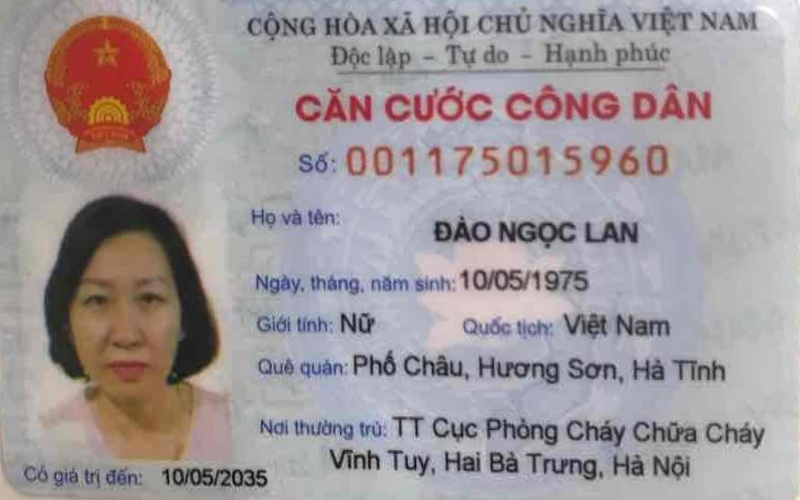 CỘNG HÒA XÃ HỘI CHỦ NGHĨA VIỆT NAM
Độc lập – Tự do – Hạnh phúc
CĂN CƯỚC CÔNG DÂN
Số: 001175015960
Họ và tên:
ĐÀO NGỌC LAN
Ngày, tháng, năm sinh: 10/05/1975
Giới tính: Nữ Quốc tịch: Việt Nam
Quê quán: Phố Châu, Hương Sơn, Hà Tĩnh
Nơi thường trú: TT Cục Phòng Cháy Chữa Cháy
Vĩnh Tuy, Hai Bà Trưng, Hà Nội
Có giá trị đến: 10/05/2035